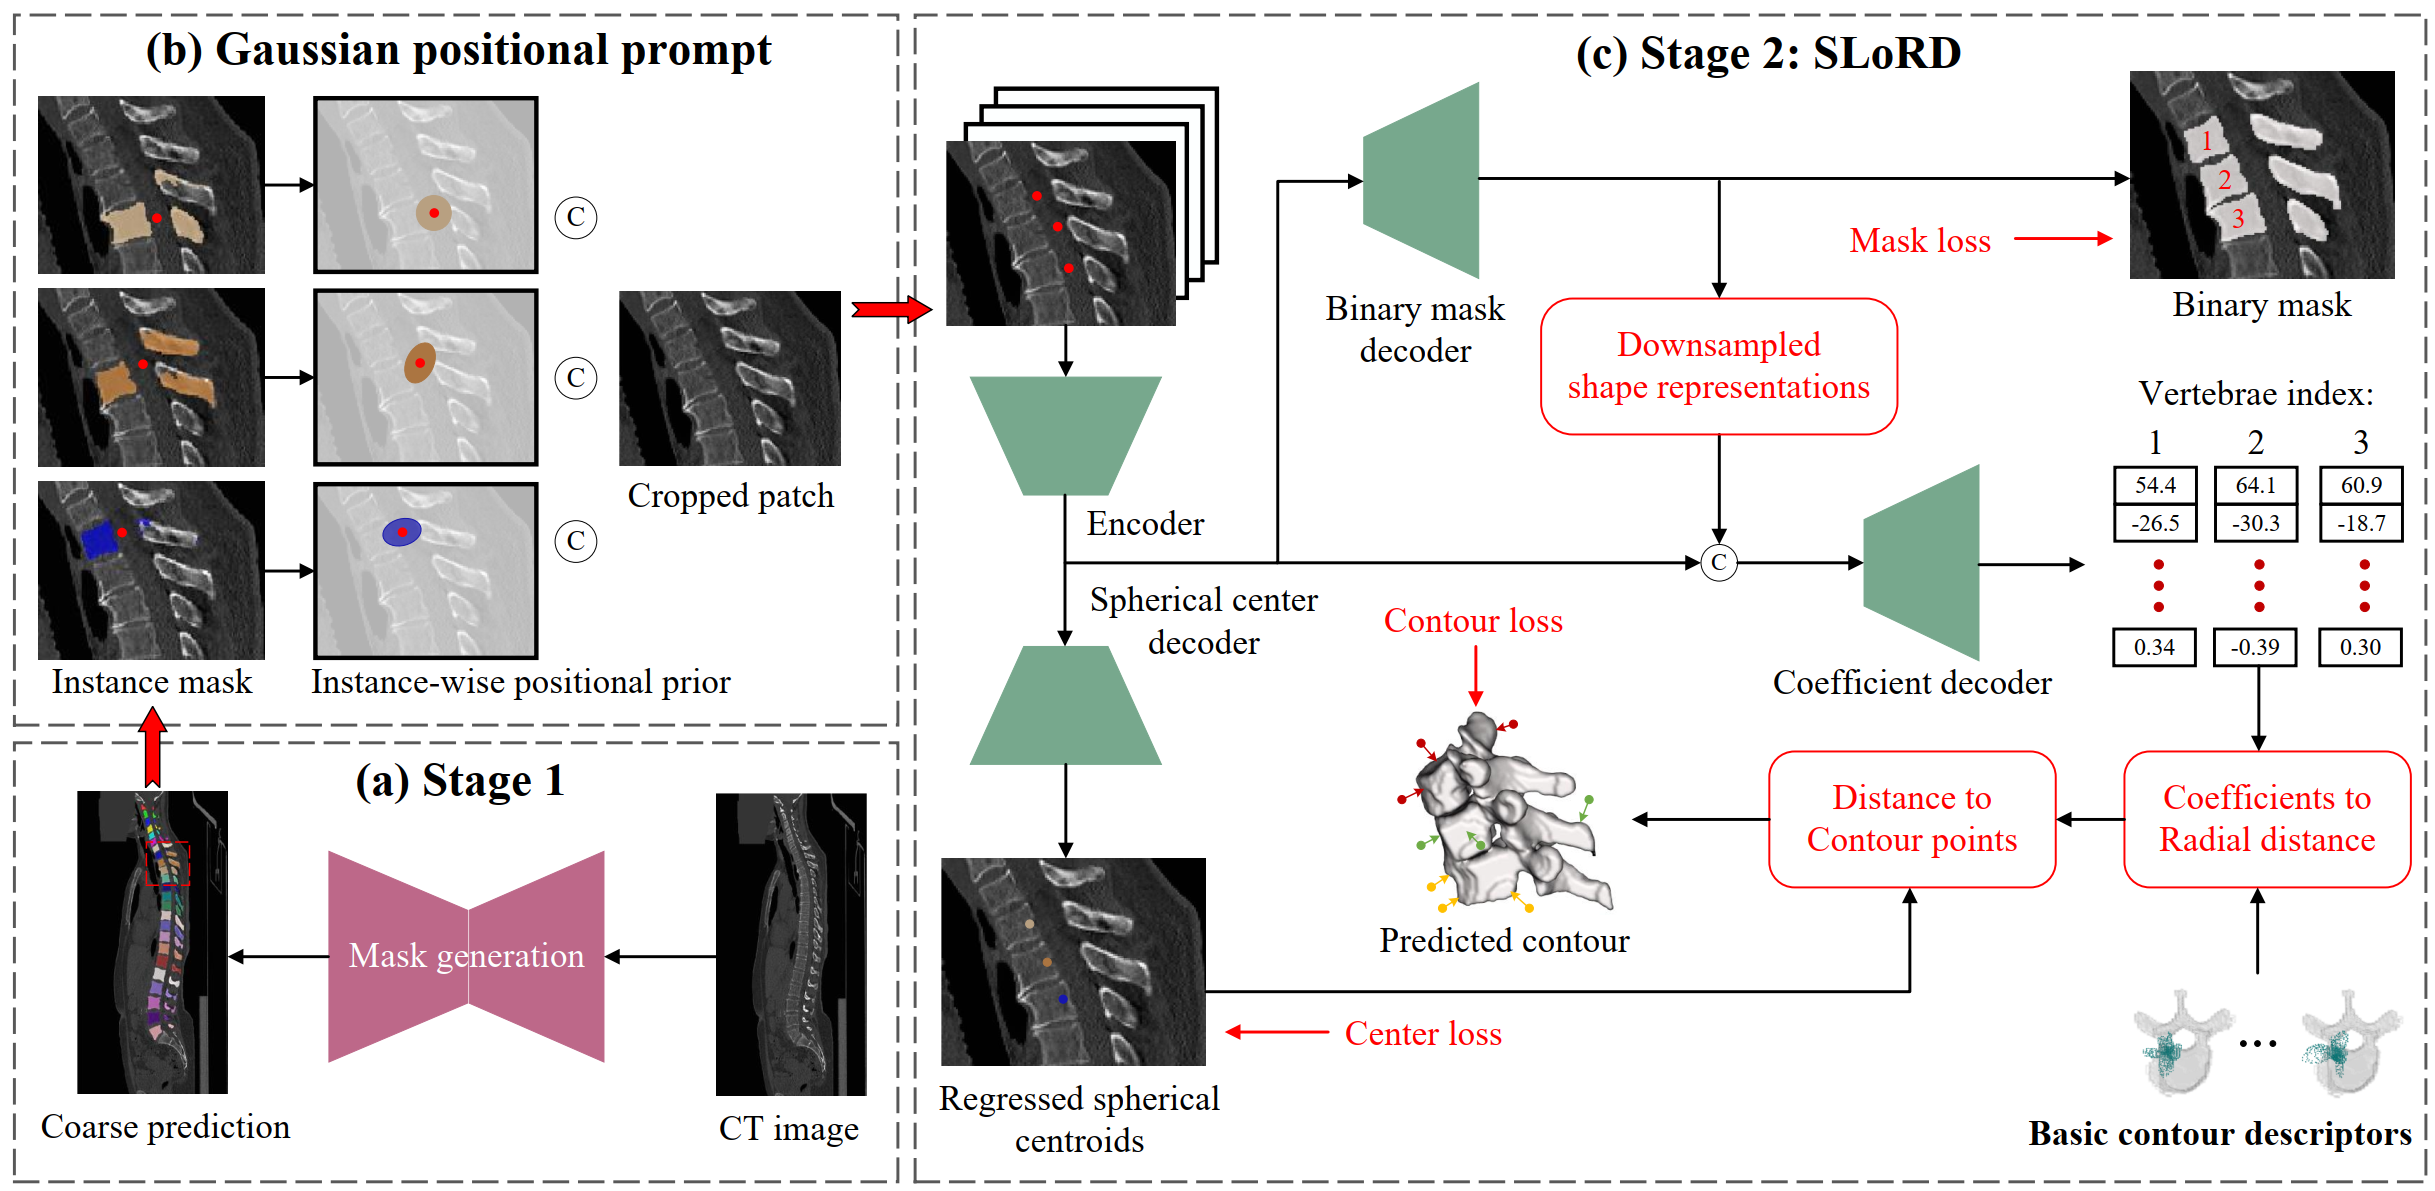 (b) Gaussian positional prompt
C
C
C
Cropped patch
Instance mask
Instance-wise positional prior
(a) Stage 1
Mask generation
Coarse prediction
CT image
(c) Stage 2: SLoRD
Binary mask
decoder
Mask loss
1
2
3
Binary mask
Downsampled
shape representations
Encoder
C
Spherical center
decoder
Coefficient decoder
Vertebrae index:
1 2 3
54.4 64.1 60.9
-26.5 -30.3 -18.7
0.34 -0.39 0.30
Contour loss
Predicted contour
Distance to
Contour points
Coefficients to
Radial distance
Center loss
Regressed spherical
centroids
...
Basic contour descriptors